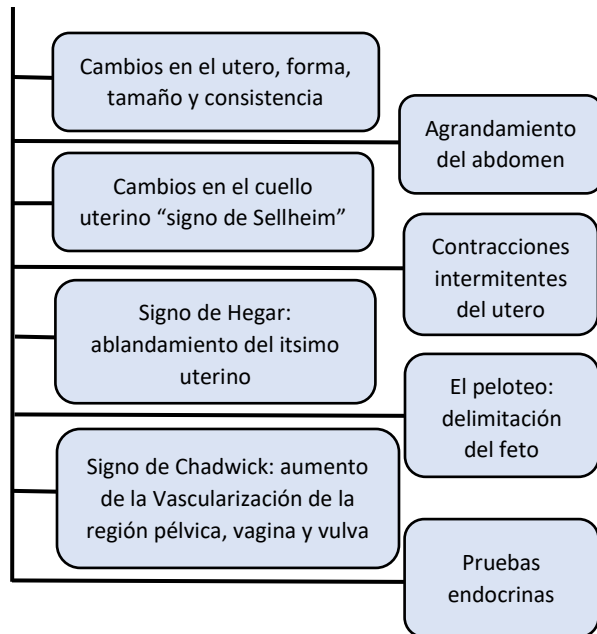 Cambios en el utero, forma,
tamaño y consistencia
Agrandamiento
del abdomen
Cambios en el cuello
uterino “signo de Sellheim”
Contracciones
intermitentes
del utero
Signo de Hegar:
ablandamiento del itsimo
uterino
El peloteo:
delimitación
del feto
Signo de Chadwick: aumento
de la Vascularización de la
región pélvica, vagina y vulva
Pruebas
endocrinas